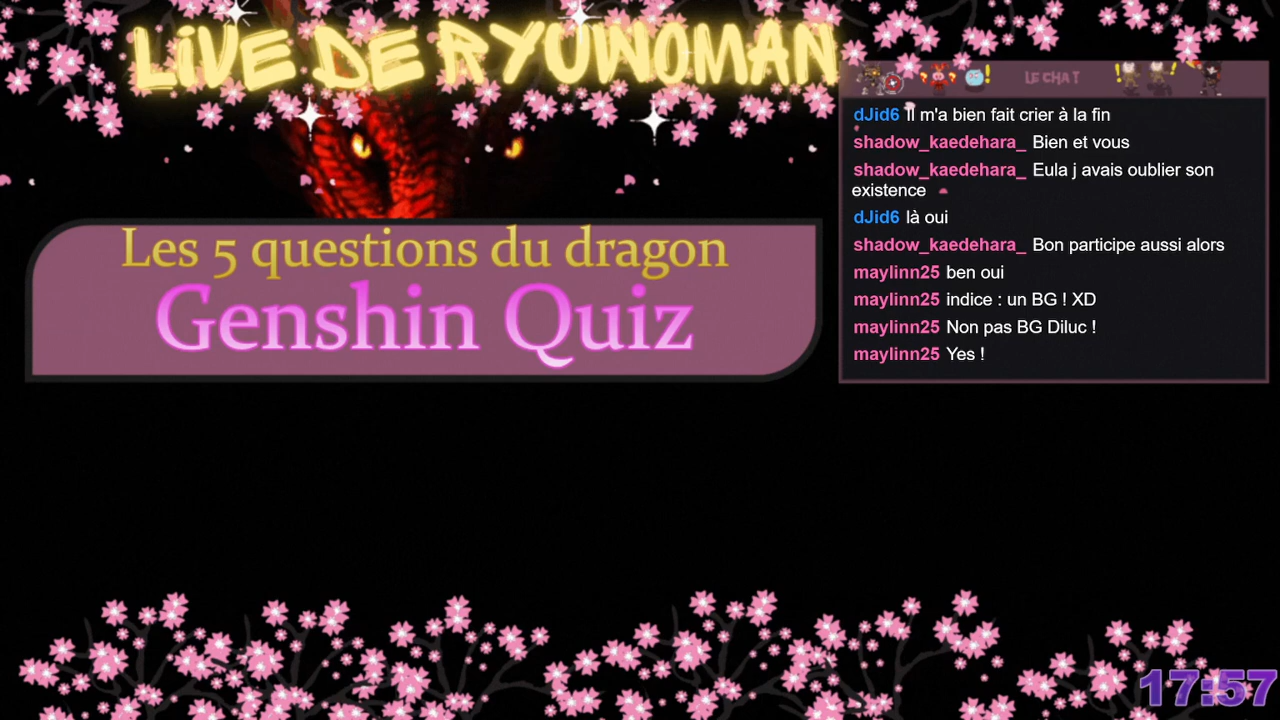 LIVE DE RYUWOMAN
LE CHAT
dJid6 Il m'a bien fait crier à la fin
shadow_kaedehara_ Bien et vous
shadow_kaedehara_ Eula j avais oublier son
existence
dJid6 là oui
shadow_kaedehara_ Bon participe aussi alors
maylinn25 ben oui
maylinn25 indice : un BG ! XD
maylinn25 Non pas BG Diluc !
maylinn25 Yes !
Les 5 questions du dragon
Genshin Quiz
17:57